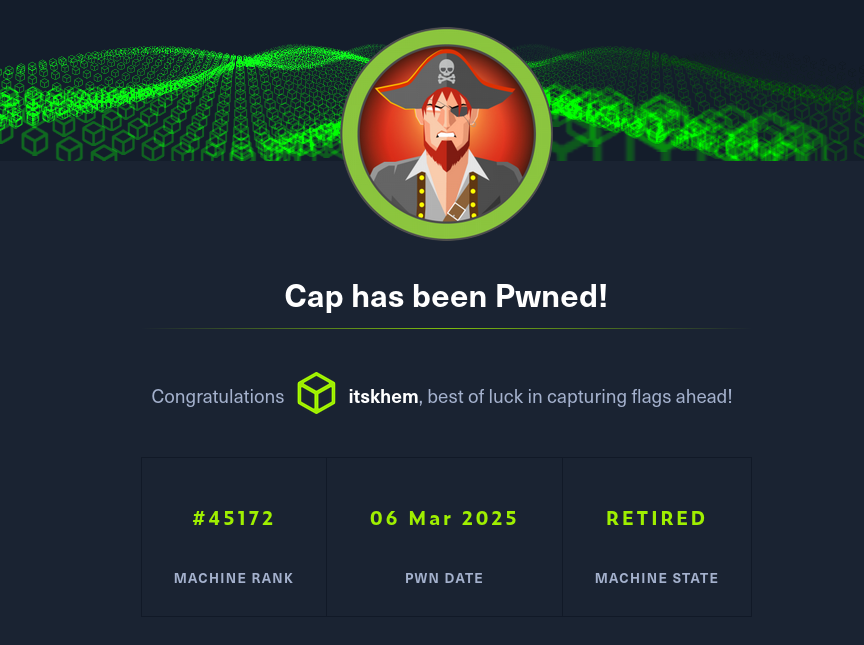 Cap has been Pwned!
Congratulations itskhem, best of luck in capturing flags ahead!
#45172 06 Mar 2025 RETIRED
MACHINE RANK PWN DATE MACHINE STATE